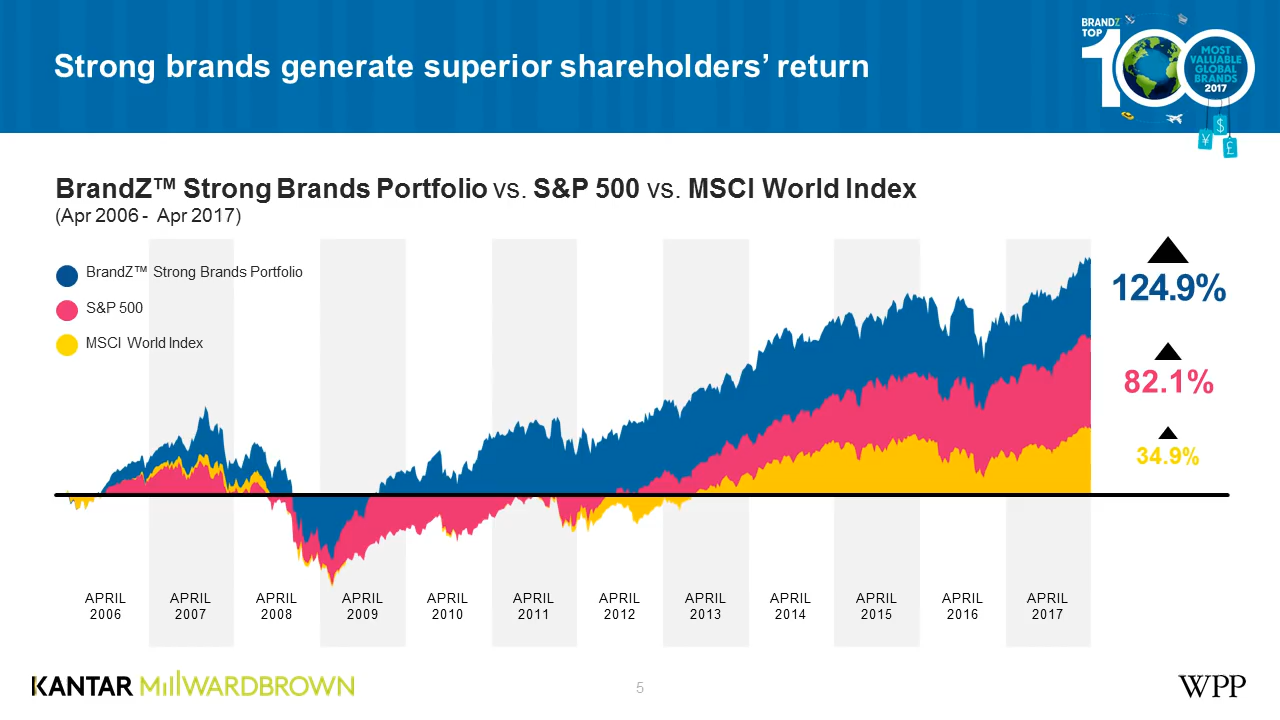 Strong brands generate superior shareholders’ return
BRANDZ
TOP
100
MOST
VALUABLE
GLOBAL
BRANDS
2017
$
¥
£
BrandZ™ Strong Brands Portfolio vs. S&P 500 vs. MSCI World Index
(Apr 2006 - Apr 2017)
BrandZ™ Strong Brands Portfolio
S&P 500
MSCI World Index
124.9%
82.1%
34.9%
APRIL 2006
APRIL 2007
APRIL 2008
APRIL 2009
APRIL 2010
APRIL 2011
APRIL 2012
APRIL 2013
APRIL 2014
APRIL 2015
APRIL 2016
APRIL 2017
KANTAR MillWARDBROWN
5
WPP